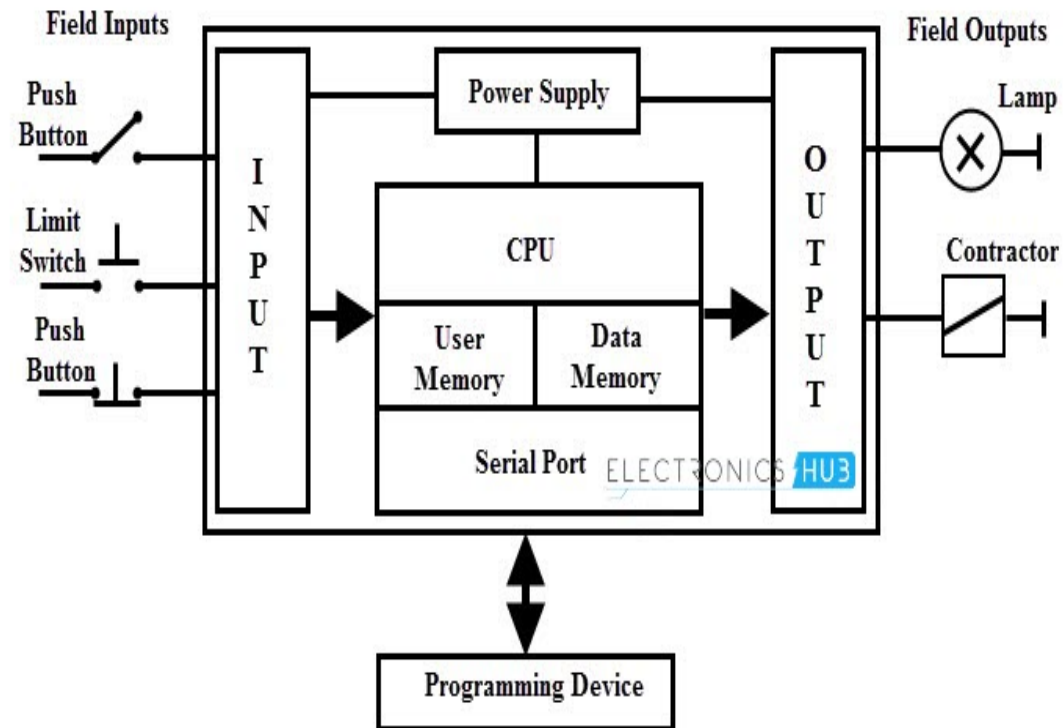 Field Inputs
Field Outputs
Push
Button
Limit
Switch
Push
Button
I
N
P
U
T
Power Supply
CPU
User
Memory
Data
Memory
Serial Port
ELECTRONICS HUB
O
U
T
P
U
T
Lamp
Contractor
Programming Device